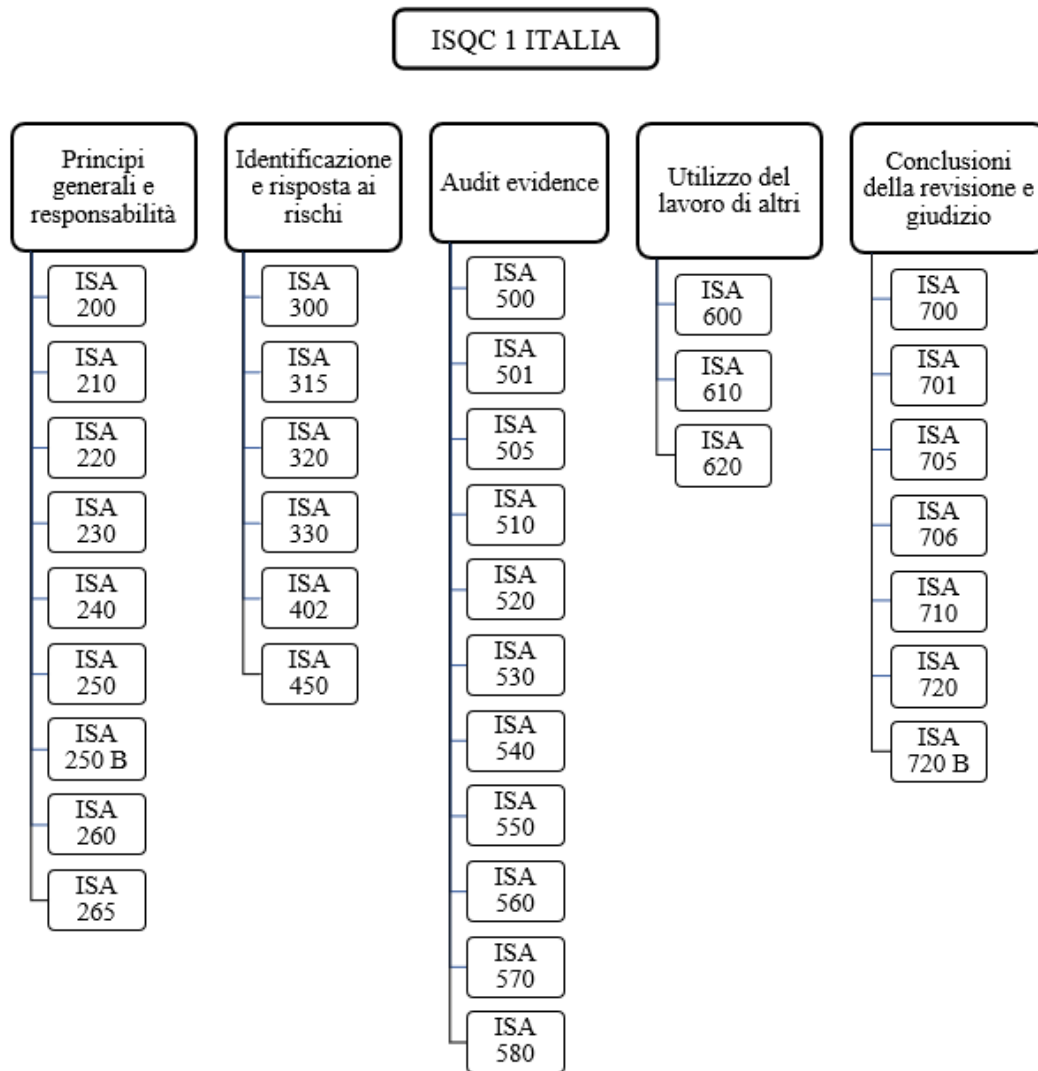 ISQC 1 ITALIA
Principi
generali e
responsabilità
ISA
200
ISA
210
ISA
220
ISA
230
ISA
240
ISA
250
ISA
250 B
ISA
260
ISA
265
Identificazione
e risposta ai
rischi
ISA
300
ISA
315
ISA
320
ISA
330
ISA
402
ISA
450
Audit evidence
ISA
500
ISA
501
ISA
505
ISA
510
ISA
520
ISA
530
ISA
540
ISA
550
ISA
560
ISA
570
ISA
580
Utilizzo del
lavoro di altri
ISA
600
ISA
610
ISA
620
Conclusioni
della revisione e
giudizio
ISA
700
ISA
701
ISA
705
ISA
706
ISA
710
ISA
720
ISA
720 B